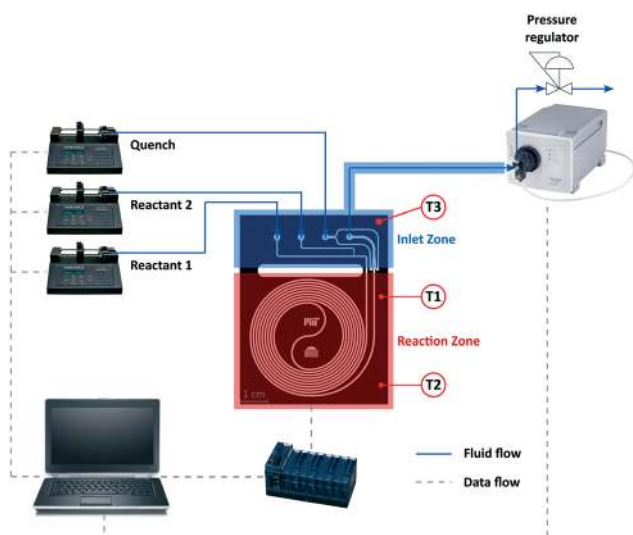 Pressure
regulator
Quench
Reactant 2
Reactant 1
T3
Inlet Zone
T1
Reaction Zone
T2
MIT
1 cm
Fluid flow
Data flow